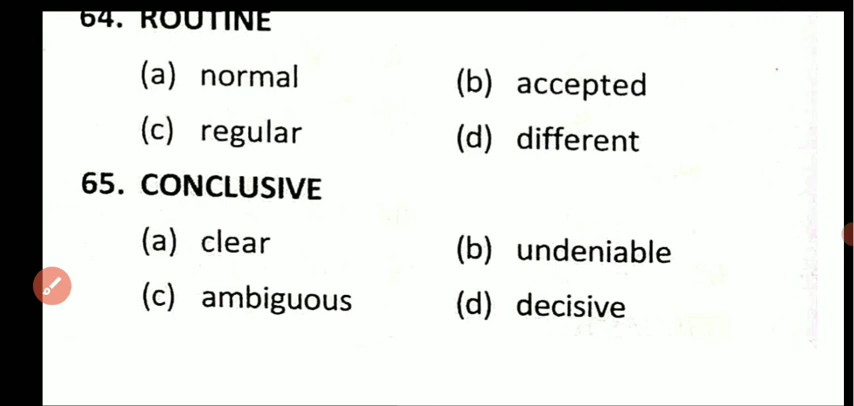 64. ROUTINE
(a) normal (b) accepted
(c) regular (d) different
65. CONCLUSIVE
(a) clear (b) undeniable
(c) ambiguous (d) decisive